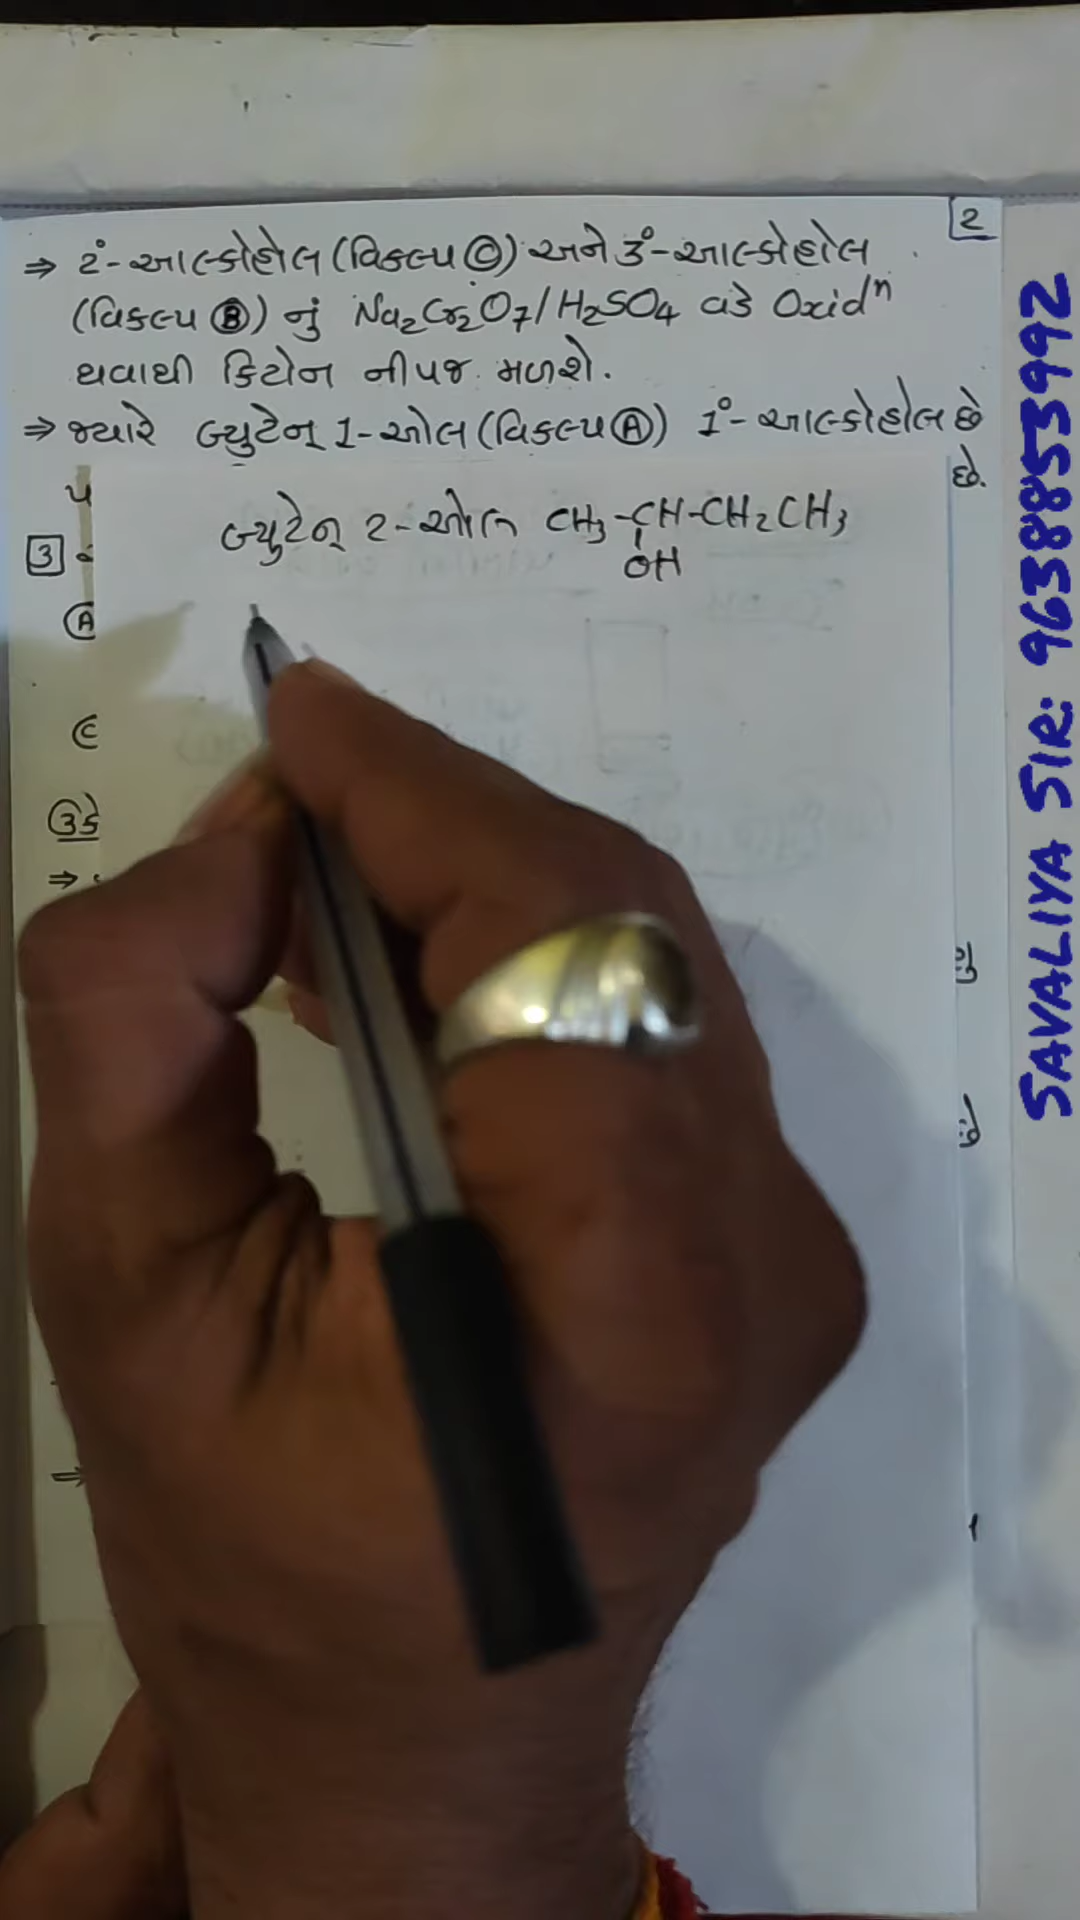 2
⇒ 2°-આલ્કોહોલ (વિકલ્પ Ⓒ) અને 3°-આલ્કોહોલ
(વિકલ્પ Ⓑ) નું Na₂Cr₂O₇/H₂SO₄ વડે Oxidⁿ
થવાથી કિટોન નીપજ મળશે.
⇒ જ્યારે બ્યુટેન્ 1-ઓલ (વિકલ્પ Ⓐ) 1°-આલ્કોહોલ છે
છે.
બ્યુટેન્ 2-ઓલ CH₃-CH-CH₂CH₃
OH
3
Ⓐ
C
⇒
⇒
SAVALIYA SIR: 9638853992